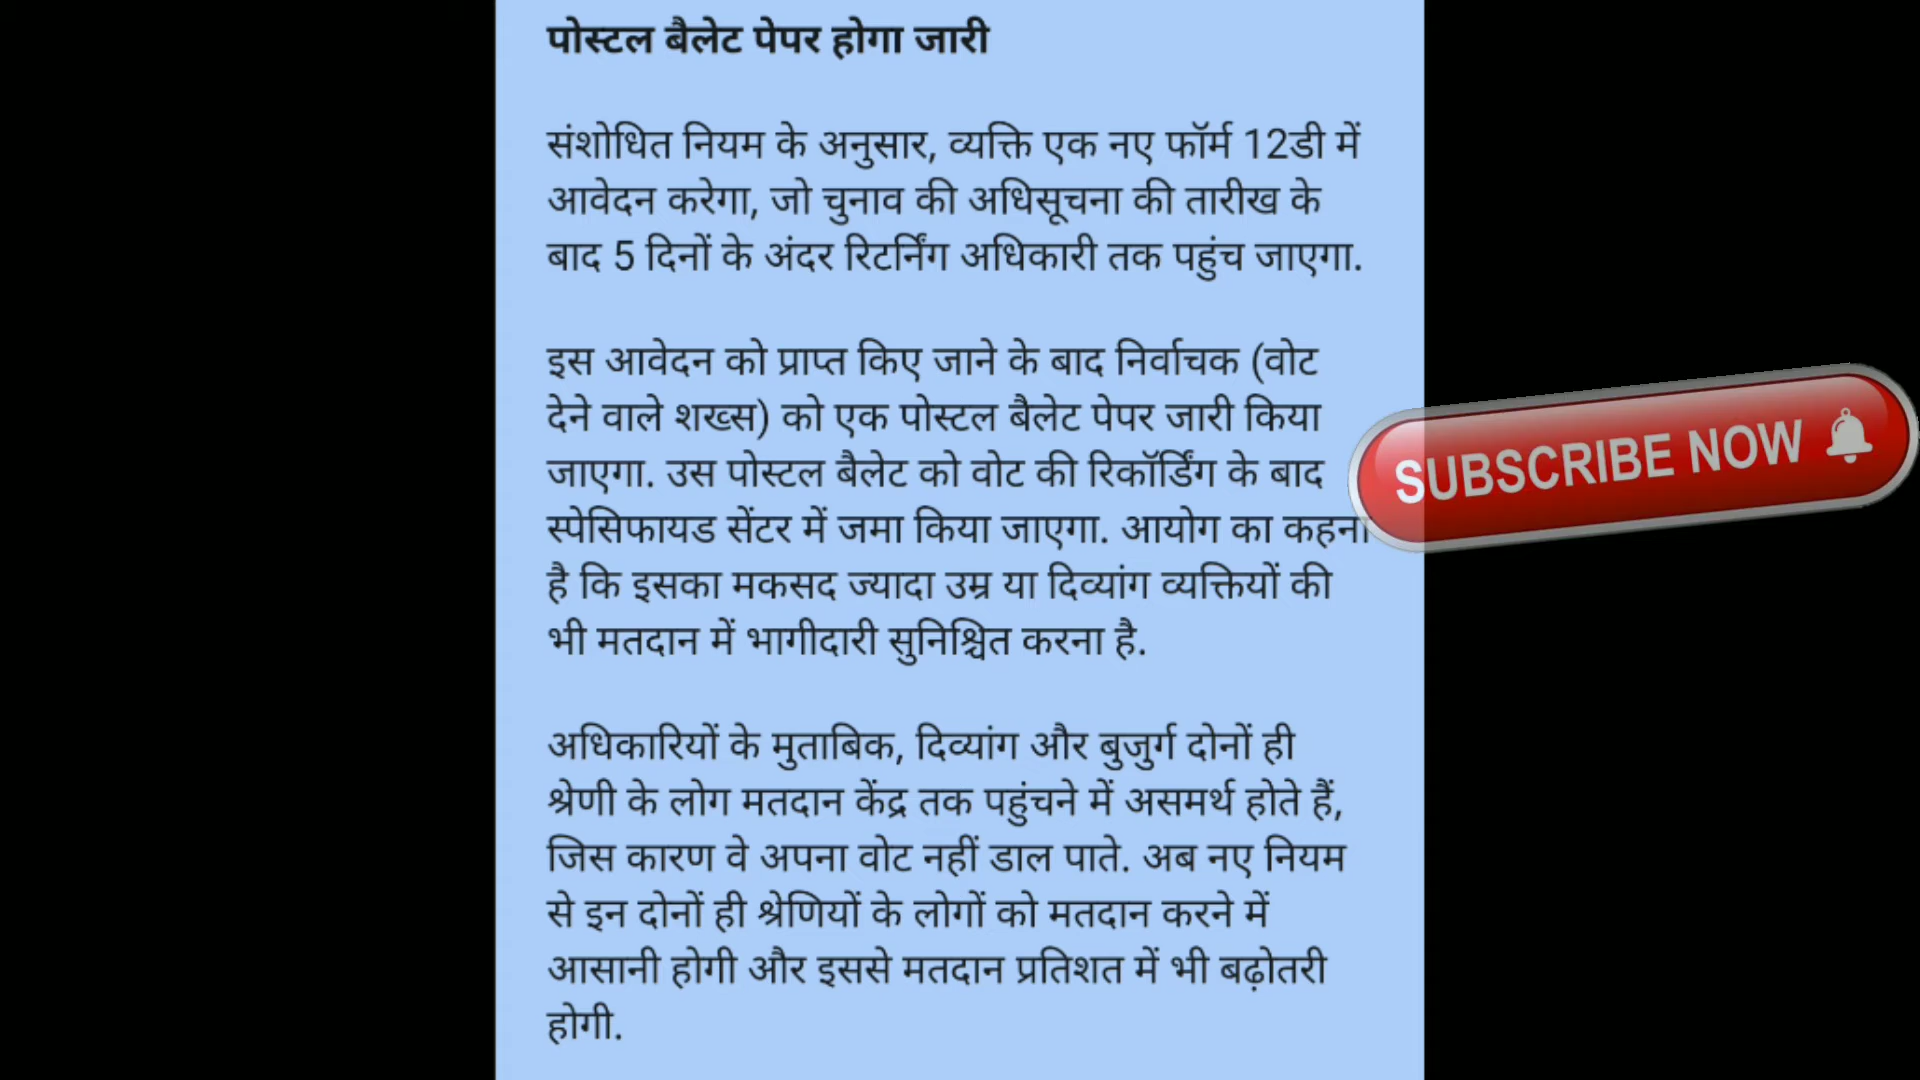 पोस्टल बैलेट पेपर होगा जारी
संशोधित नियम के अनुसार, व्यक्ति एक नए फॉर्म 12डी में
आवेदन करेगा, जो चुनाव की अधिसूचना की तारीख के
बाद 5 दिनों के अंदर रिटर्निंग अधिकारी तक पहुंच जाएगा.
इस आवेदन को प्राप्त किए जाने के बाद निर्वाचक (वोट
देने वाले शख्स) को एक पोस्टल बैलेट पेपर जारी किया
जाएगा. उस पोस्टल बैलेट को वोट की रिकॉर्डिंग के बाद
स्पेसिफायड सेंटर में जमा किया जाएगा. आयोग का कहना
है कि इसका मकसद ज्यादा उम्र या दिव्यांग व्यक्तियों की
भी मतदान में भागीदारी सुनिश्चित करना है.
अधिकारियों के मुताबिक, दिव्यांग और बुजुर्ग दोनों ही
श्रेणी के लोग मतदान केंद्र तक पहुंचने में असमर्थ होते हैं,
जिस कारण वे अपना वोट नहीं डाल पाते. अब नए नियम
से इन दोनों ही श्रेणियों के लोगों को मतदान करने में
आसानी होगी और इससे मतदान प्रतिशत में भी बढ़ोतरी
होगी.
SUBSCRIBE NOW